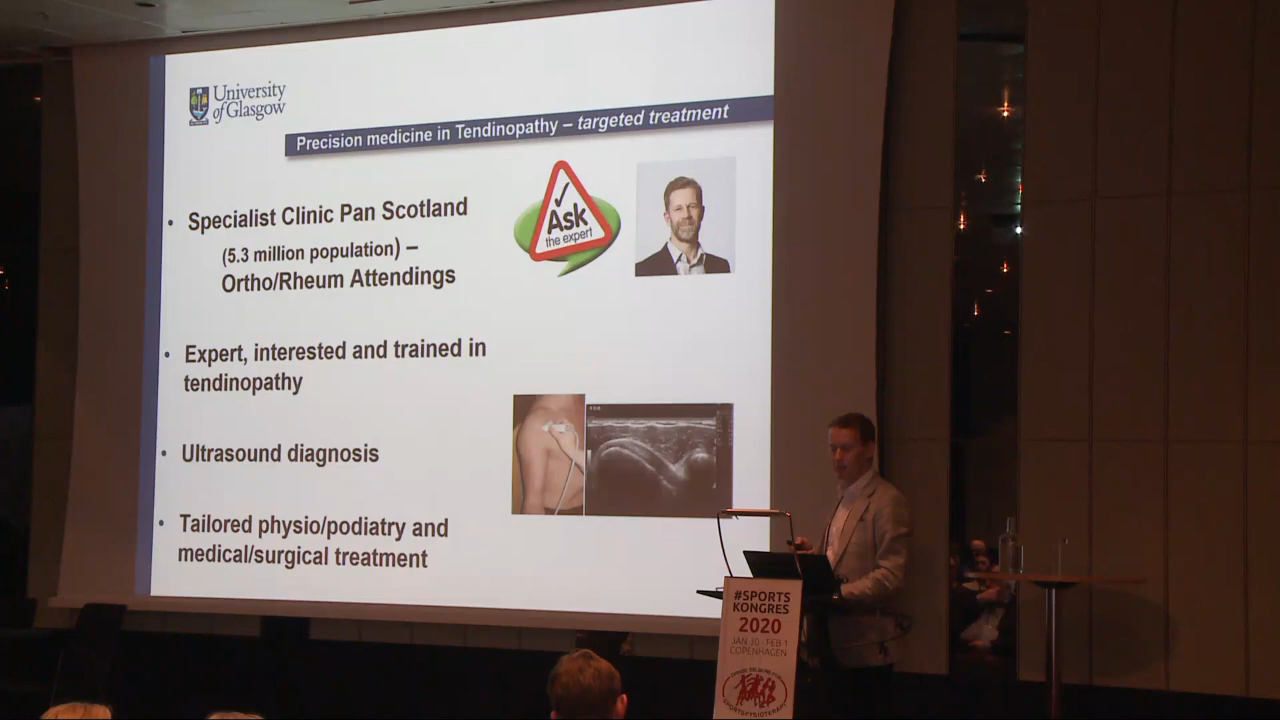 University
of Glasgow
Precision medicine in Tendinopathy – targeted treatment
• Specialist Clinic Pan Scotland
(5.3 million population) –
Ortho/Rheum Attendings
Ask
the expert
• Expert, interested and trained in
tendinopathy
• Ultrasound diagnosis
• Tailored physio/podiatry and
medical/surgical treatment
#SPORTS
KONGRES
2020
JAN 30 - FEB 1
COPENHAGEN
SPORTSFYSIOTERAPI